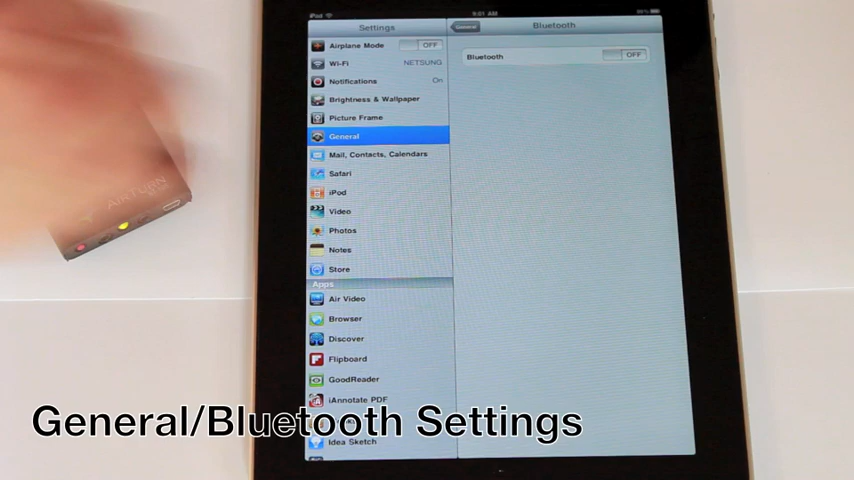 iPod
9:01 AM
Settings
General
Bluetooth
Airplane Mode
OFF
Wi-Fi
NETSUNG
Notifications
On
Brightness & Wallpaper
Picture Frame
General
Mail, Contacts, Calendars
Safari
iPod
Video
Photos
Notes
Store
Apps
Air Video
Browser
Discover
Flipboard
GoodReader
iAnnotate PDF
Idea Sketch
Bluetooth
OFF
AIRTURN
General/Bluetooth Settings